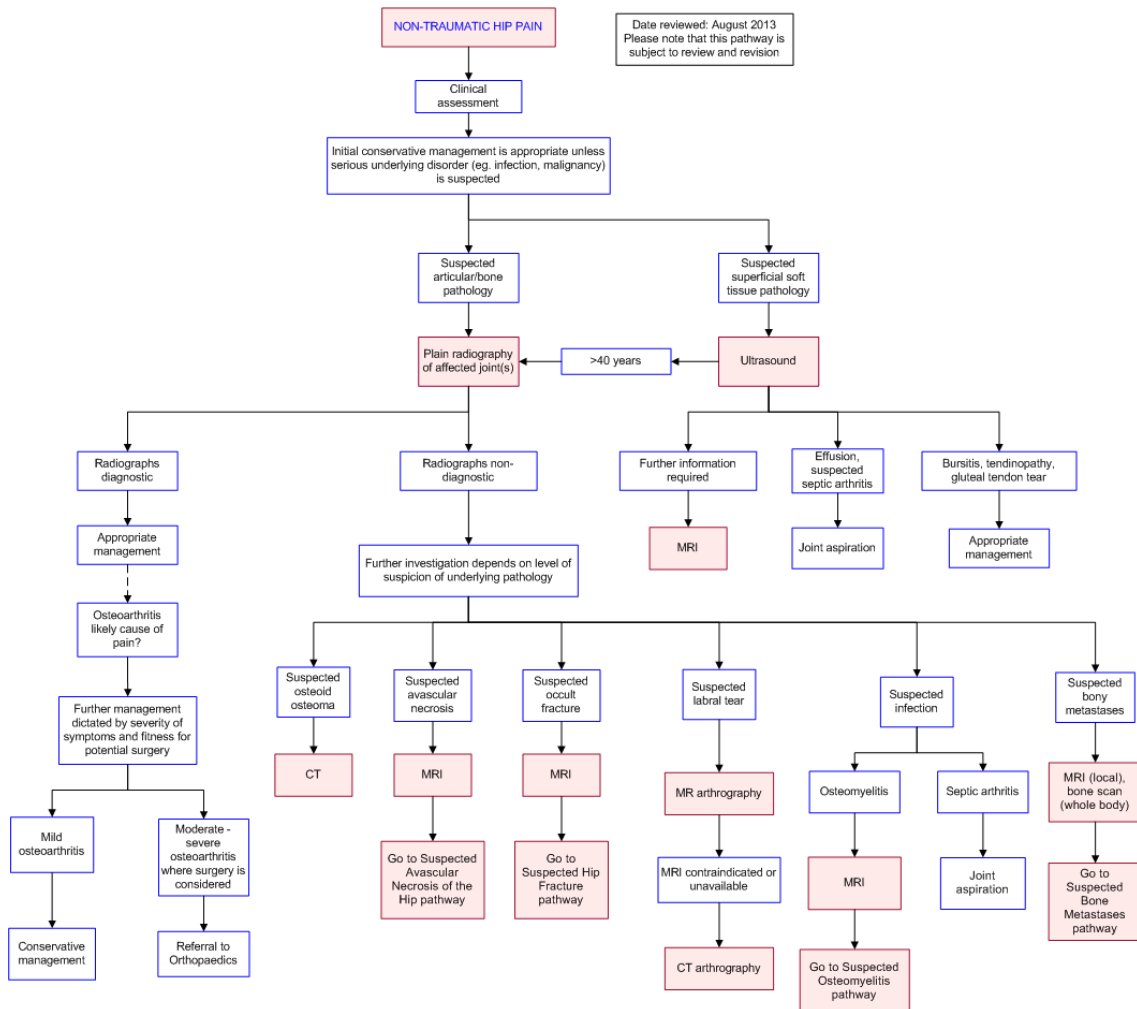 NON-TRAUMATIC HIP PAIN
Date reviewed: August 2013
Please note that this pathway is
subject to review and revision
Clinical
assessment
Initial conservative management is appropriate unless
serious underlying disorder (eg. infection, malignancy)
is suspected
Suspected
articular/bone
pathology
Suspected
superficial soft
tissue pathology
Plain radiography
of affected joint(s)
>40 years
Ultrasound
Radiographs
diagnostic
Radiographs non-
diagnostic
Further information
required
Effusion,
suspected
septic arthritis
Bursitis, tendinopathy,
gluteal tendon tear
Appropriate
management
MRI
Joint aspiration
Appropriate
management
Further investigation depends on level of
suspicion of underlying pathology
Osteoarthritis
likely cause of
pain?
Suspected
osteoid
osteoma
Suspected
avascular
necrosis
Suspected
occult
fracture
Suspected
labral tear
Suspected
infection
Suspected
bony
metastases
Further management
dictated by severity of
symptoms and fitness for
potential surgery
CT
MRI
MRI
MR arthrography
Osteomyelitis
Septic arthritis
MRI (local),
bone scan
(whole body)
Mild
osteoarthritis
Moderate -
severe
osteoarthritis
where surgery is
considered
Go to Suspected
Avascular
Necrosis of the
Hip pathway
Go to
Suspected Hip
Fracture
pathway
MRI contraindicated or
unavailable
MRI
Joint
aspiration
Go to
Suspected
Bone
Metastases
pathway
Conservative
management
Referral to
Orthopaedics
CT arthrography
Go to Suspected
Osteomyelitis
pathway